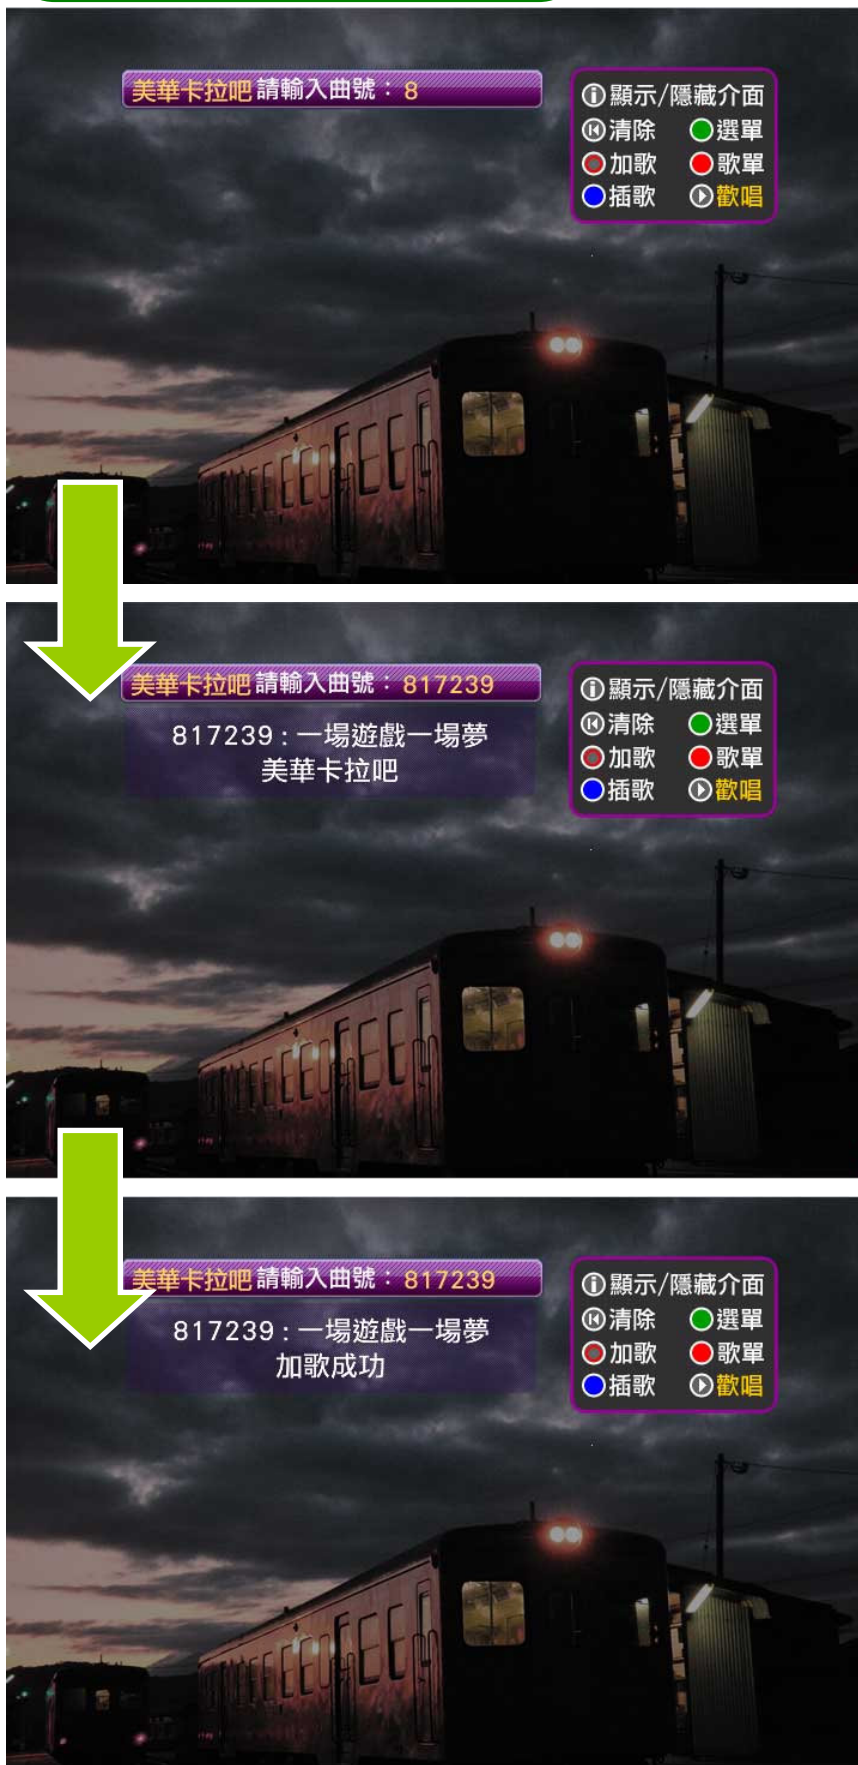 美華卡拉吧請輸入曲號：8
顯示/隱藏介面
清除 選單
加歌 歌單
插歌 歡唱
美華卡拉吧請輸入曲號：817239
817239：一場遊戲一場夢
美華卡拉吧
顯示/隱藏介面
清除 選單
加歌 歌單
插歌 歡唱
美華卡拉吧請輸入曲號：817239
817239：一場遊戲一場夢
加歌成功
顯示/隱藏介面
清除 選單
加歌 歌單
插歌 歡唱